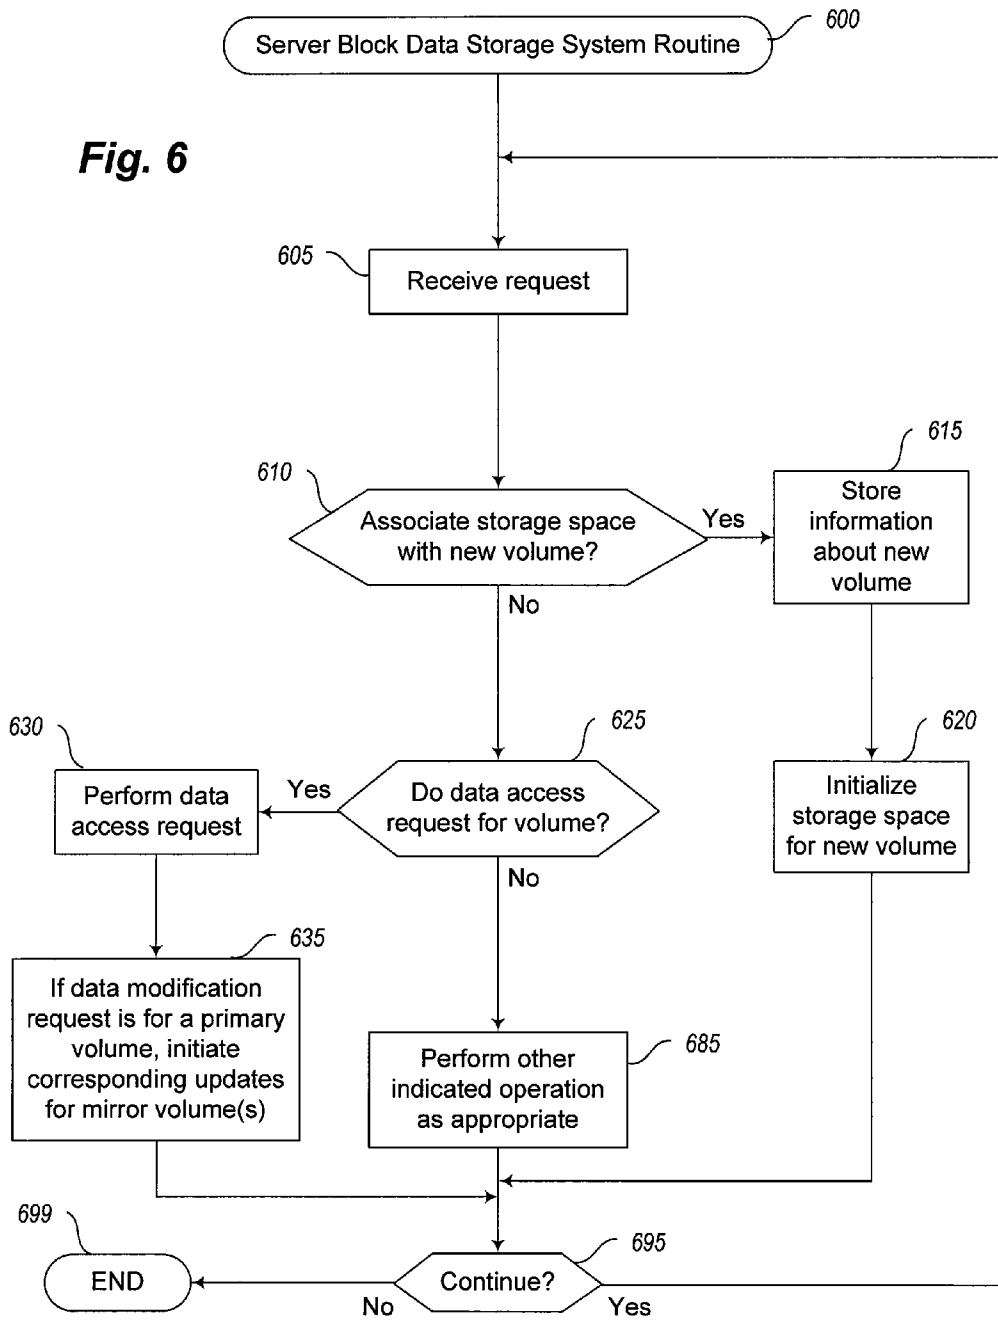 600
Server Block Data Storage System Routine
Fig. 6
605
Receive request
610
Associate storage space
with new volume?
Yes
No
615
Store
information
about new
volume
620
Initialize
storage space
for new volume
625
Do data access
request for volume?
Yes
No
630
Perform data
access request
635
If data modification
request is for a primary
volume, initiate
corresponding updates
for mirror volume(s)
685
Perform other
indicated operation
as appropriate
695
Continue?
No
Yes
699
END